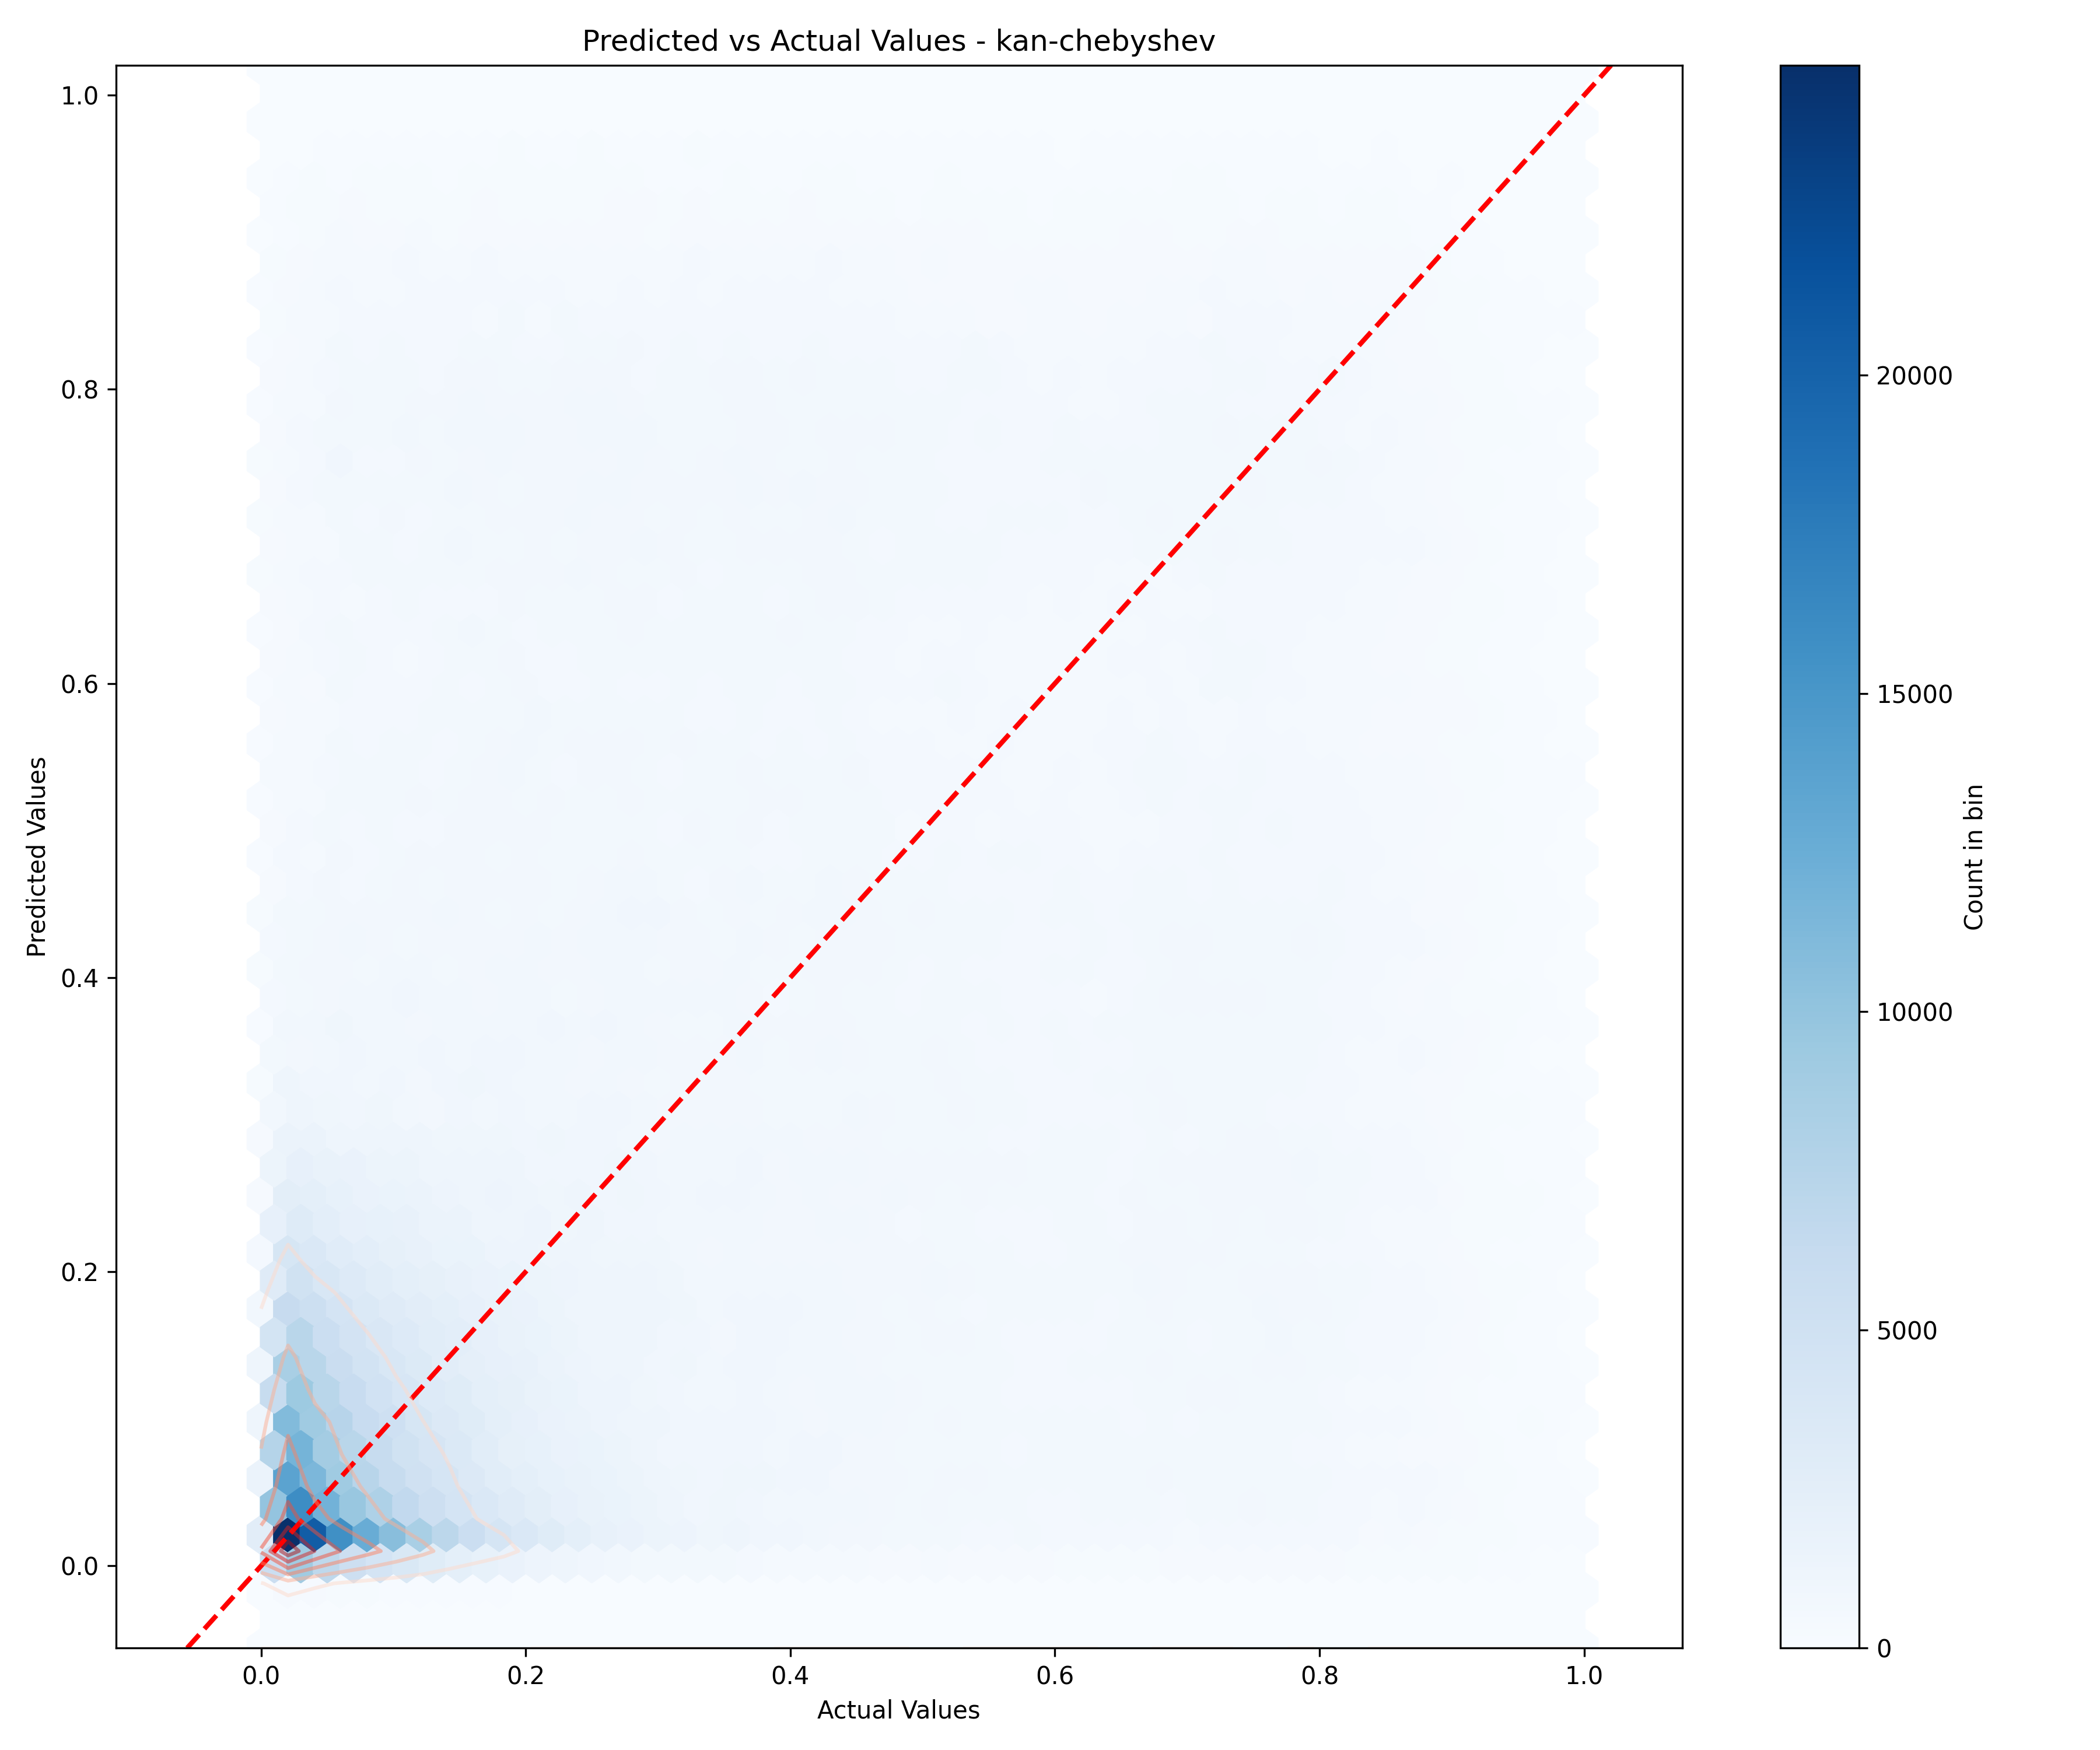 Predicted vs Actual Values - kan-chebyshev
1.0
0.8
0.6
0.4
0.2
0.0
Predicted Values
0.0 0.2 0.4 0.6 0.8 1.0
Actual Values
20000
15000
10000
5000
0
Count in bin